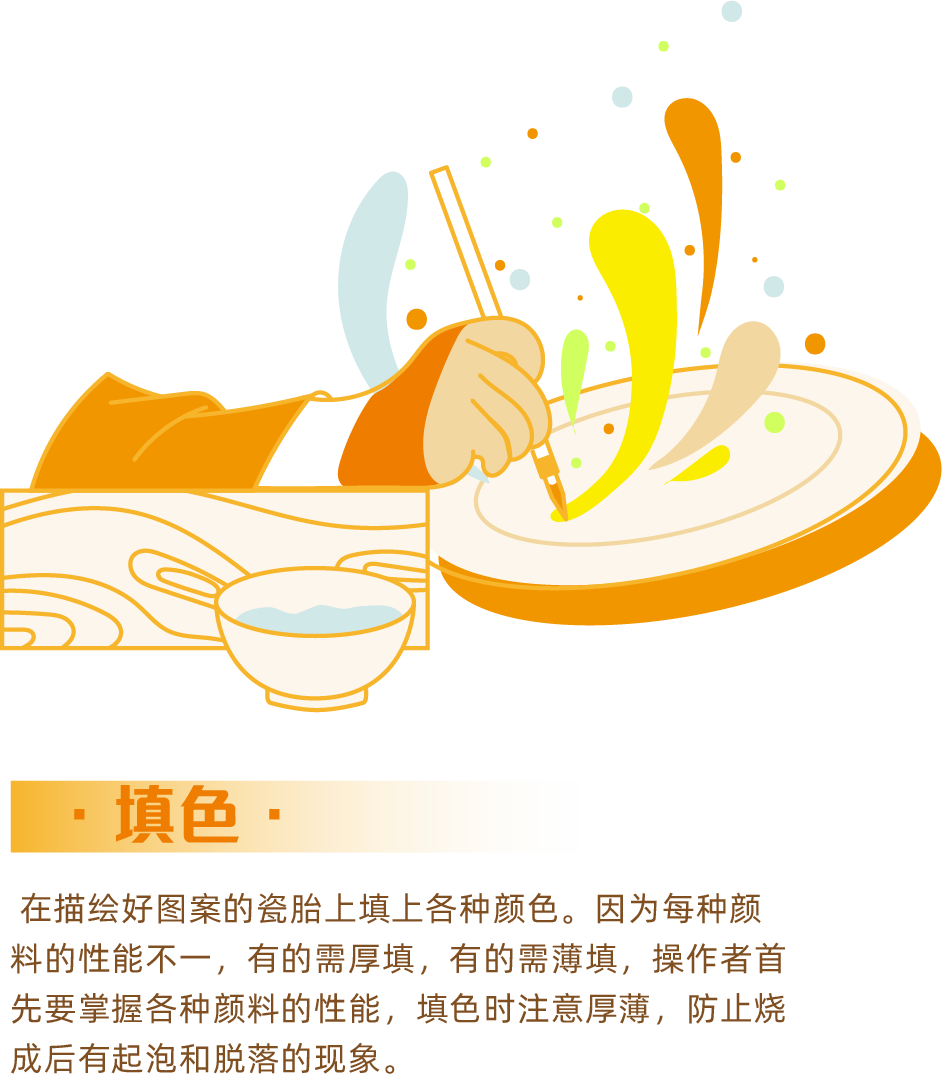 · 填色 ·
在描绘好图案的瓷胎上填上各种颜色。因为每种颜
料的性能不一，有的需厚填，有的需薄填，操作者首
先要掌握各种颜料的性能，填色时注意厚薄，防止烧
成后有起泡和脱落的现象。